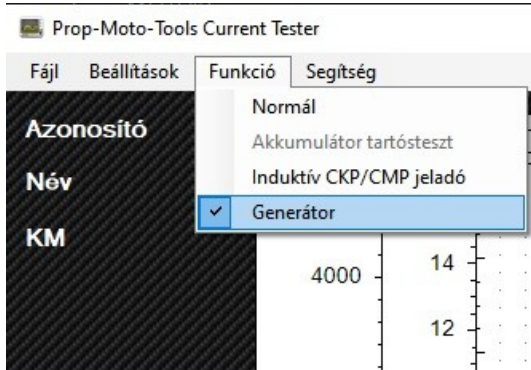 Prop-Moto-Tools Current Tester
Fájl Beállítások Funkció Segítség
Normál
Akkumulátor tartósteszt
Induktív CKP/CMP jeladó
Generátor
Azonosító
Név
KM
4000
14
12